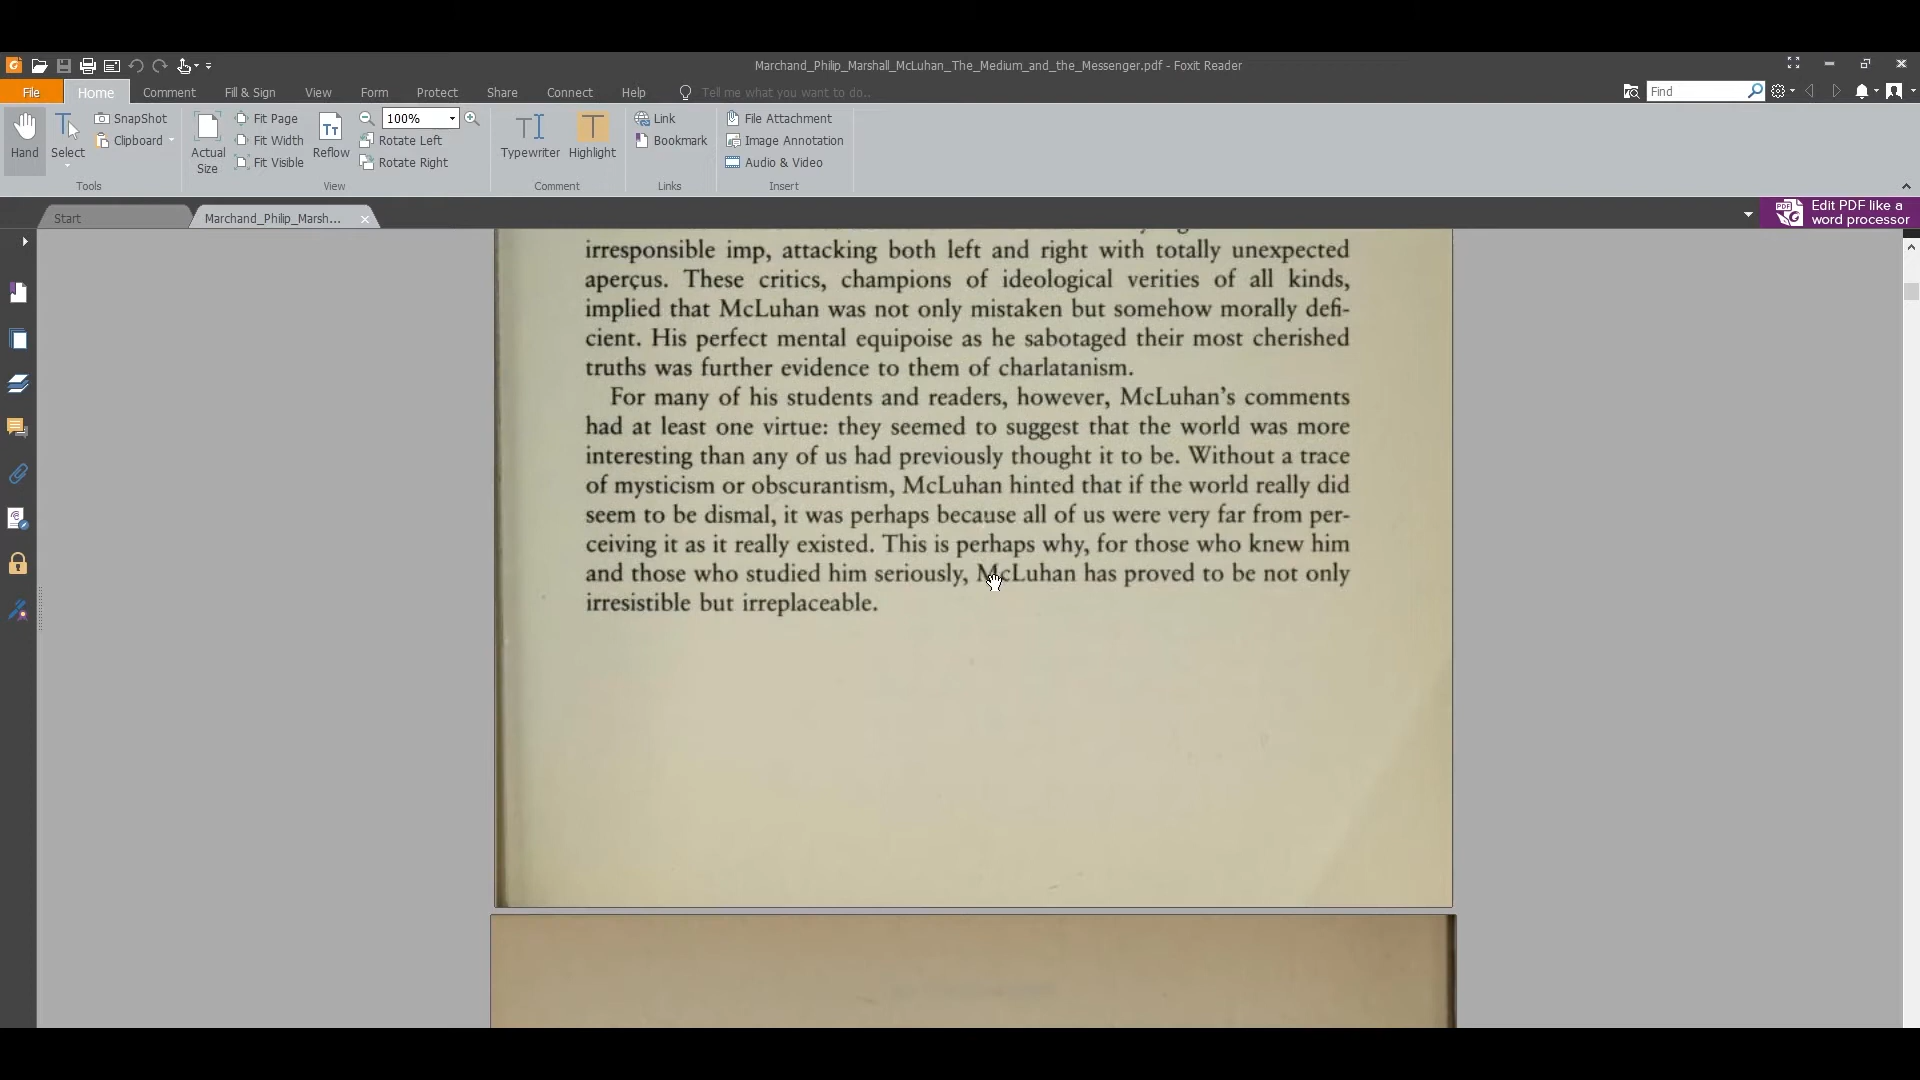 Marchand_Philip_Marshall_McLuhan_The_Medium_and_the_Messenger.pdf - Foxit Reader
File Home Comment Fill & Sign View Form Protect Share Connect Help Tell me what you want to do.. Find
Hand Select SnapShot Clipboard Actual Size Fit Page Fit Width Fit Visible Reflow 100% Rotate Left Rotate Right Typewriter Highlight Link Bookmark File Attachment Image Annotation Audio & Video
Tools View Comment Links Insert
Start Marchand_Philip_Marsh... Edit PDF like a
word processor
irresponsible imp, attacking both left and right with totally unexpected
aperçus. These critics, champions of ideological verities of all kinds,
implied that McLuhan was not only mistaken but somehow morally defi-
cient. His perfect mental equipoise as he sabotaged their most cherished
truths was further evidence to them of charlatanism.
For many of his students and readers, however, McLuhan's comments
had at least one virtue: they seemed to suggest that the world was more
interesting than any of us had previously thought it to be. Without a trace
of mysticism or obscurantism, McLuhan hinted that if the world really did
seem to be dismal, it was perhaps because all of us were very far from per-
ceiving it as it really existed. This is perhaps why, for those who knew him
and those who studied him seriously, McLuhan has proved to be not only
irresistible but irreplaceable.